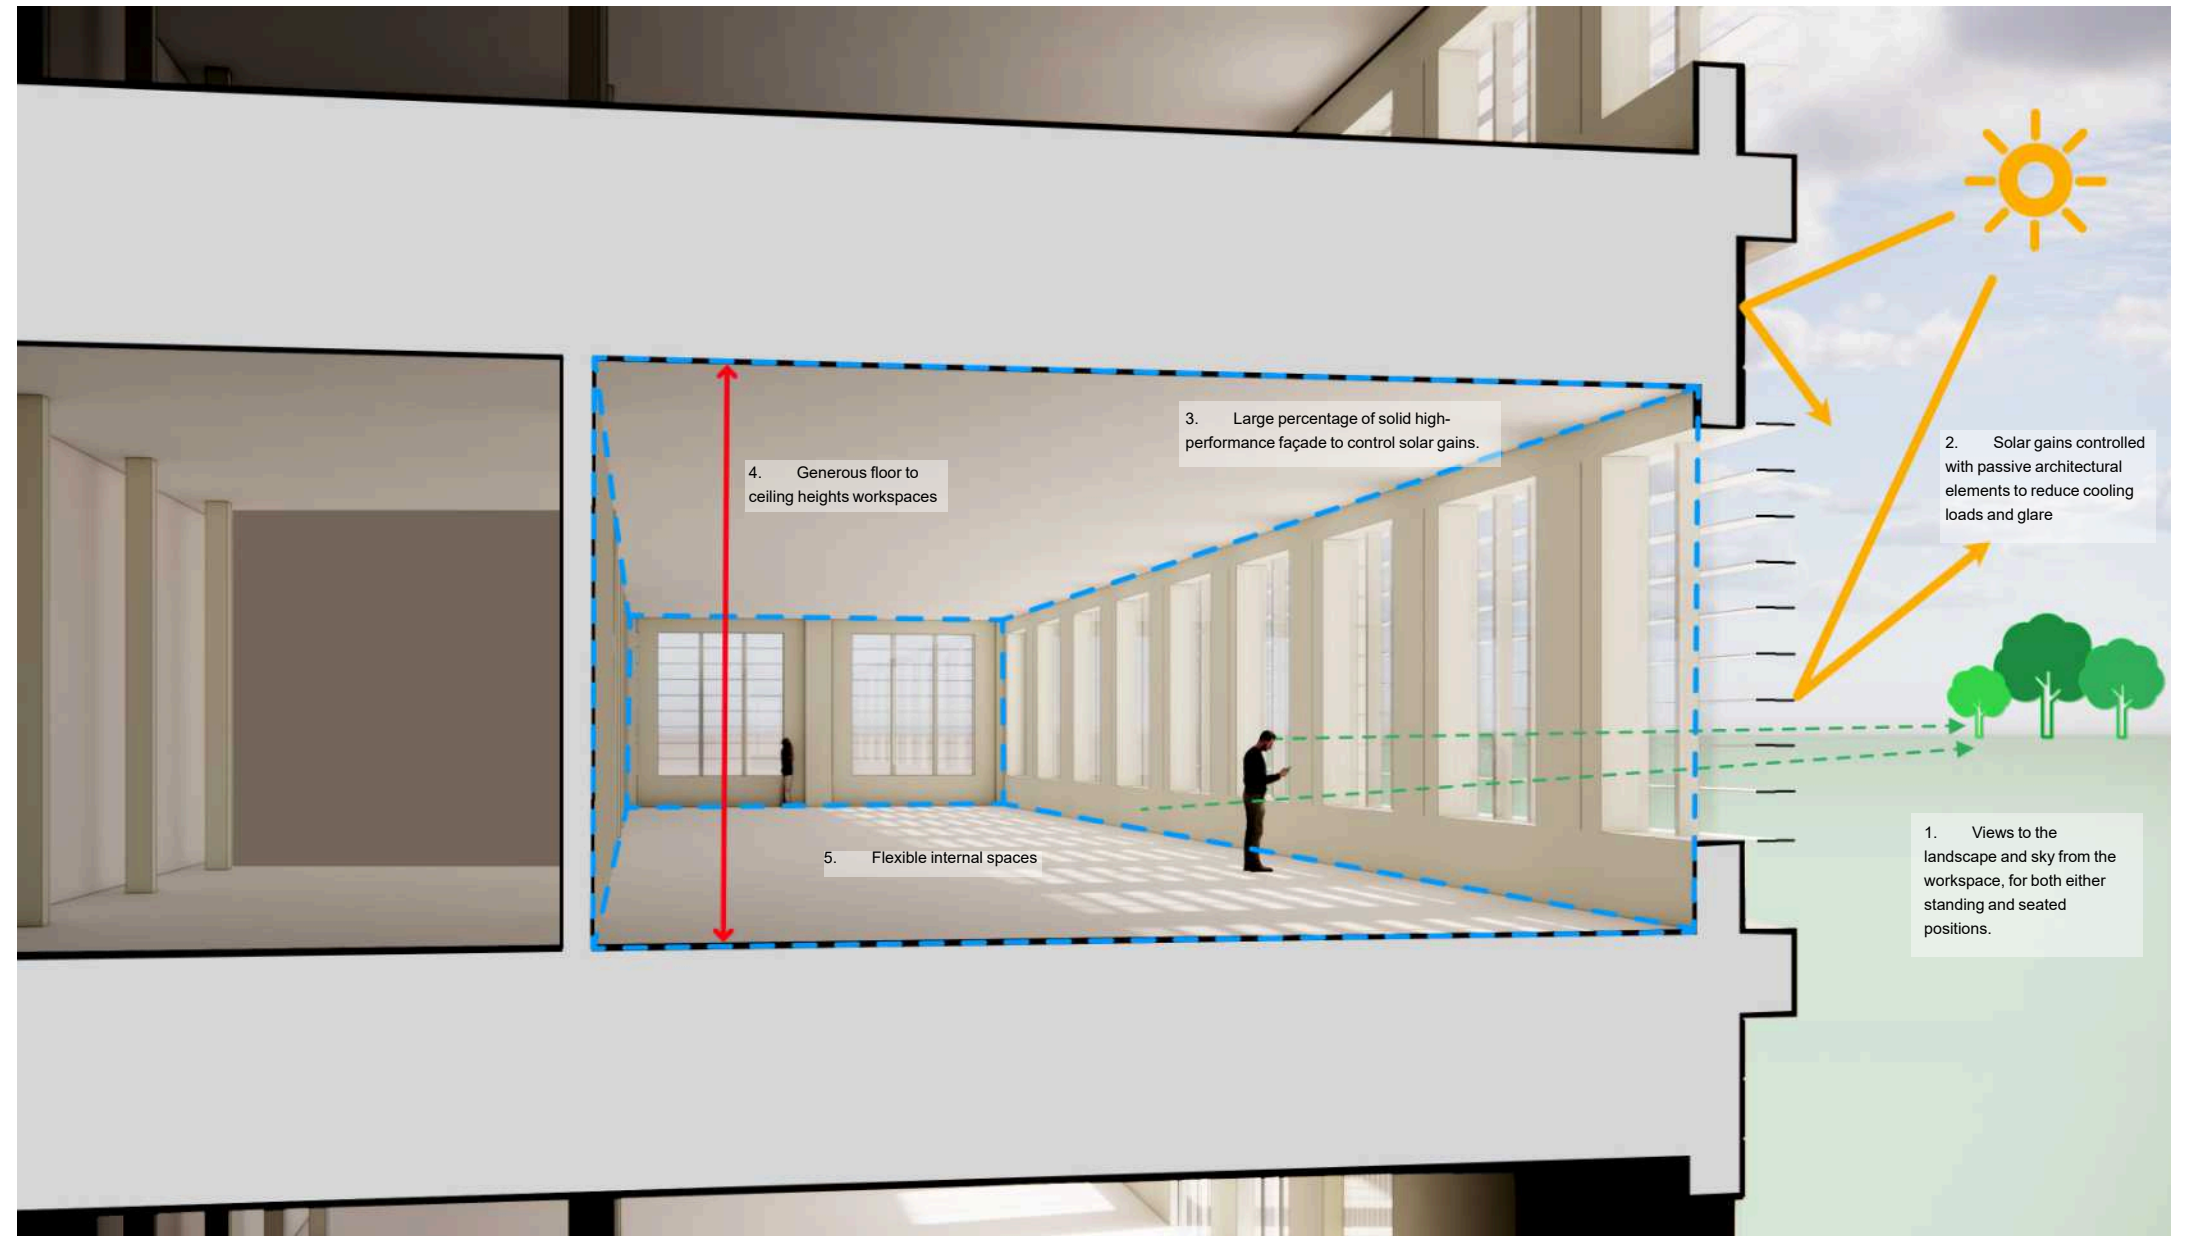 3. Large percentage of solid high-
performance façade to control solar gains.
2. Solar gains controlled
with passive architectural
elements to reduce cooling
loads and glare
4. Generous floor to
ceiling heights workspaces
1. Views to the
landscape and sky from the
workspace, for both either
standing and seated
positions.
5. Flexible internal spaces